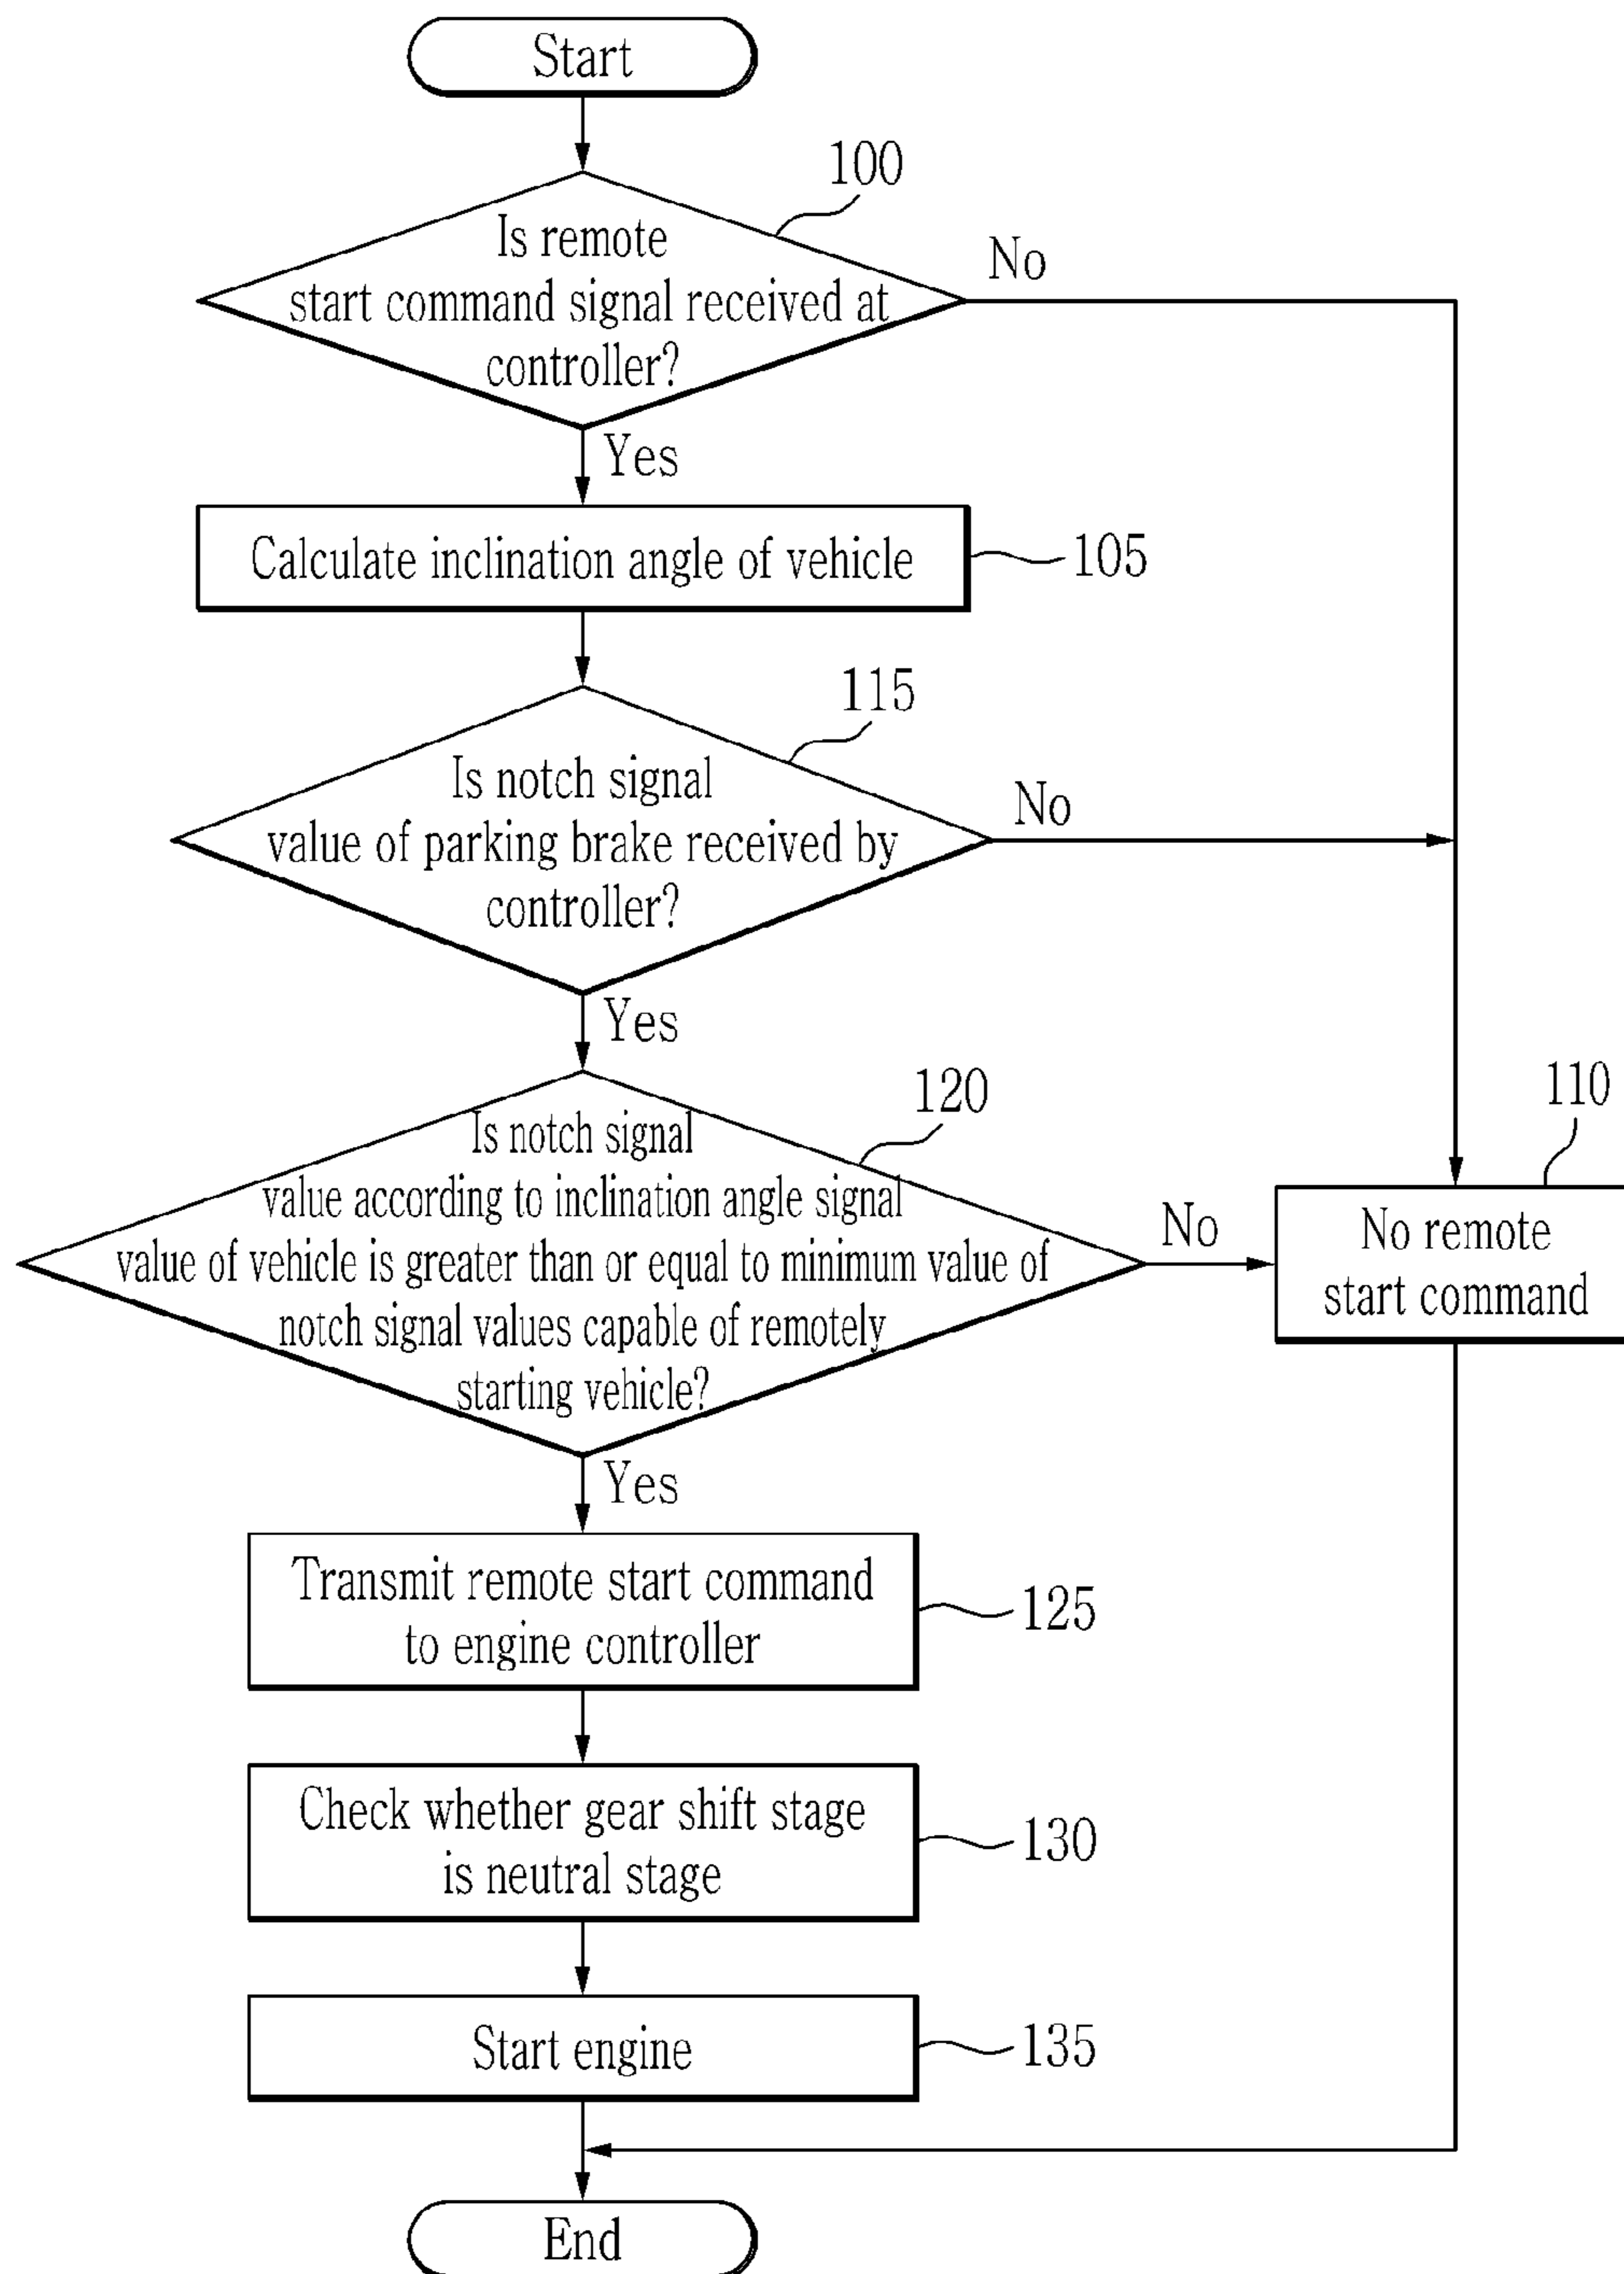 Start
100
Is remote
start command signal received at
controller?
No
Yes
Calculate inclination angle of vehicle
105
115
Is notch signal
value of parking brake received by
controller?
No
Yes
120
Is notch signal
value according to inclination angle signal
value of vehicle is greater than or equal to minimum value of
notch signal values capable of remotely
starting vehicle?
No
110
No remote
start command
Yes
Transmit remote start command
to engine controller
125
Check whether gear shift stage
is neutral stage
130
Start engine
135
End